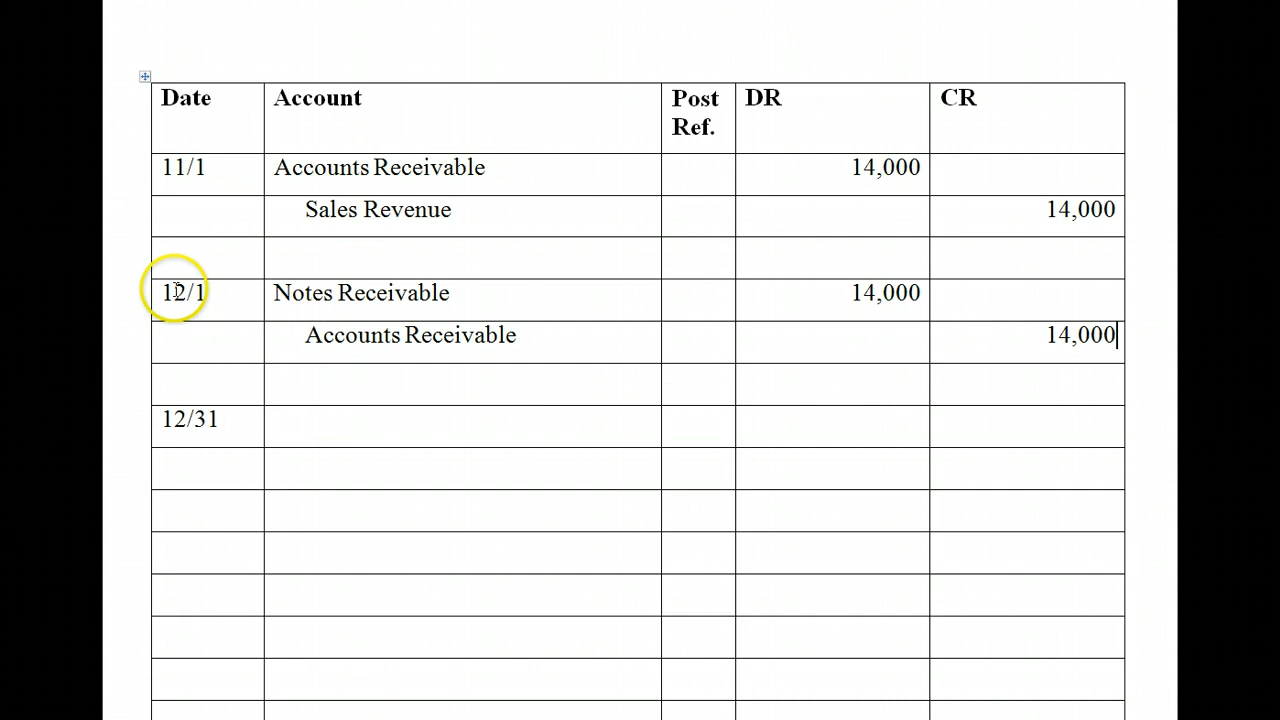 Date Account Post Ref. DR CR
11/1 Accounts Receivable 14,000
Sales Revenue 14,000
12/1 Notes Receivable 14,000
Accounts Receivable 14,000
12/31